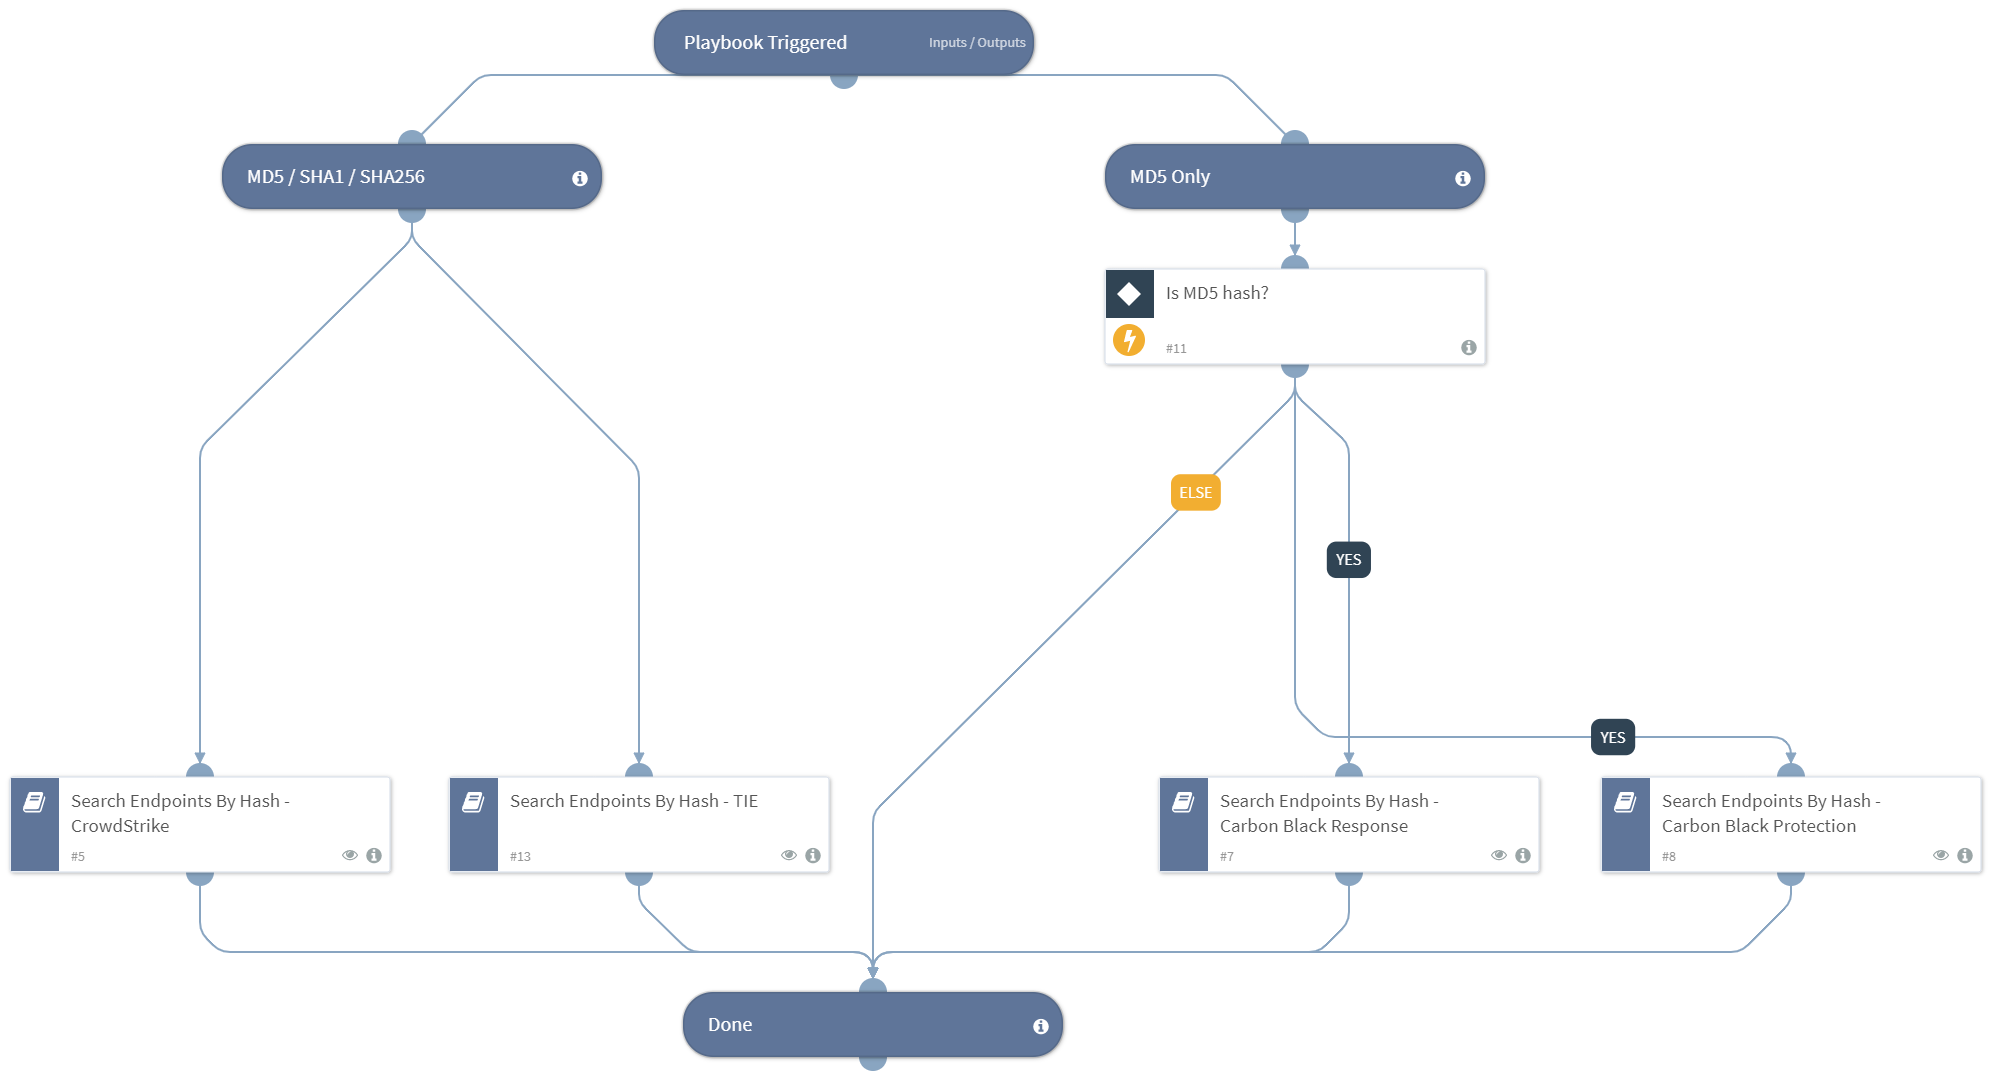 Playbook Triggered
Inputs / Outputs
MD5 / SHA1 / SHA256
MD5 Only
Is MD5 hash?
#11
ELSE
YES
YES
Search Endpoints By Hash -
CrowdStrike
#5
Search Endpoints By Hash - TIE
#13
Search Endpoints By Hash -
Carbon Black Response
#7
Search Endpoints By Hash -
Carbon Black Protection
#8
Done